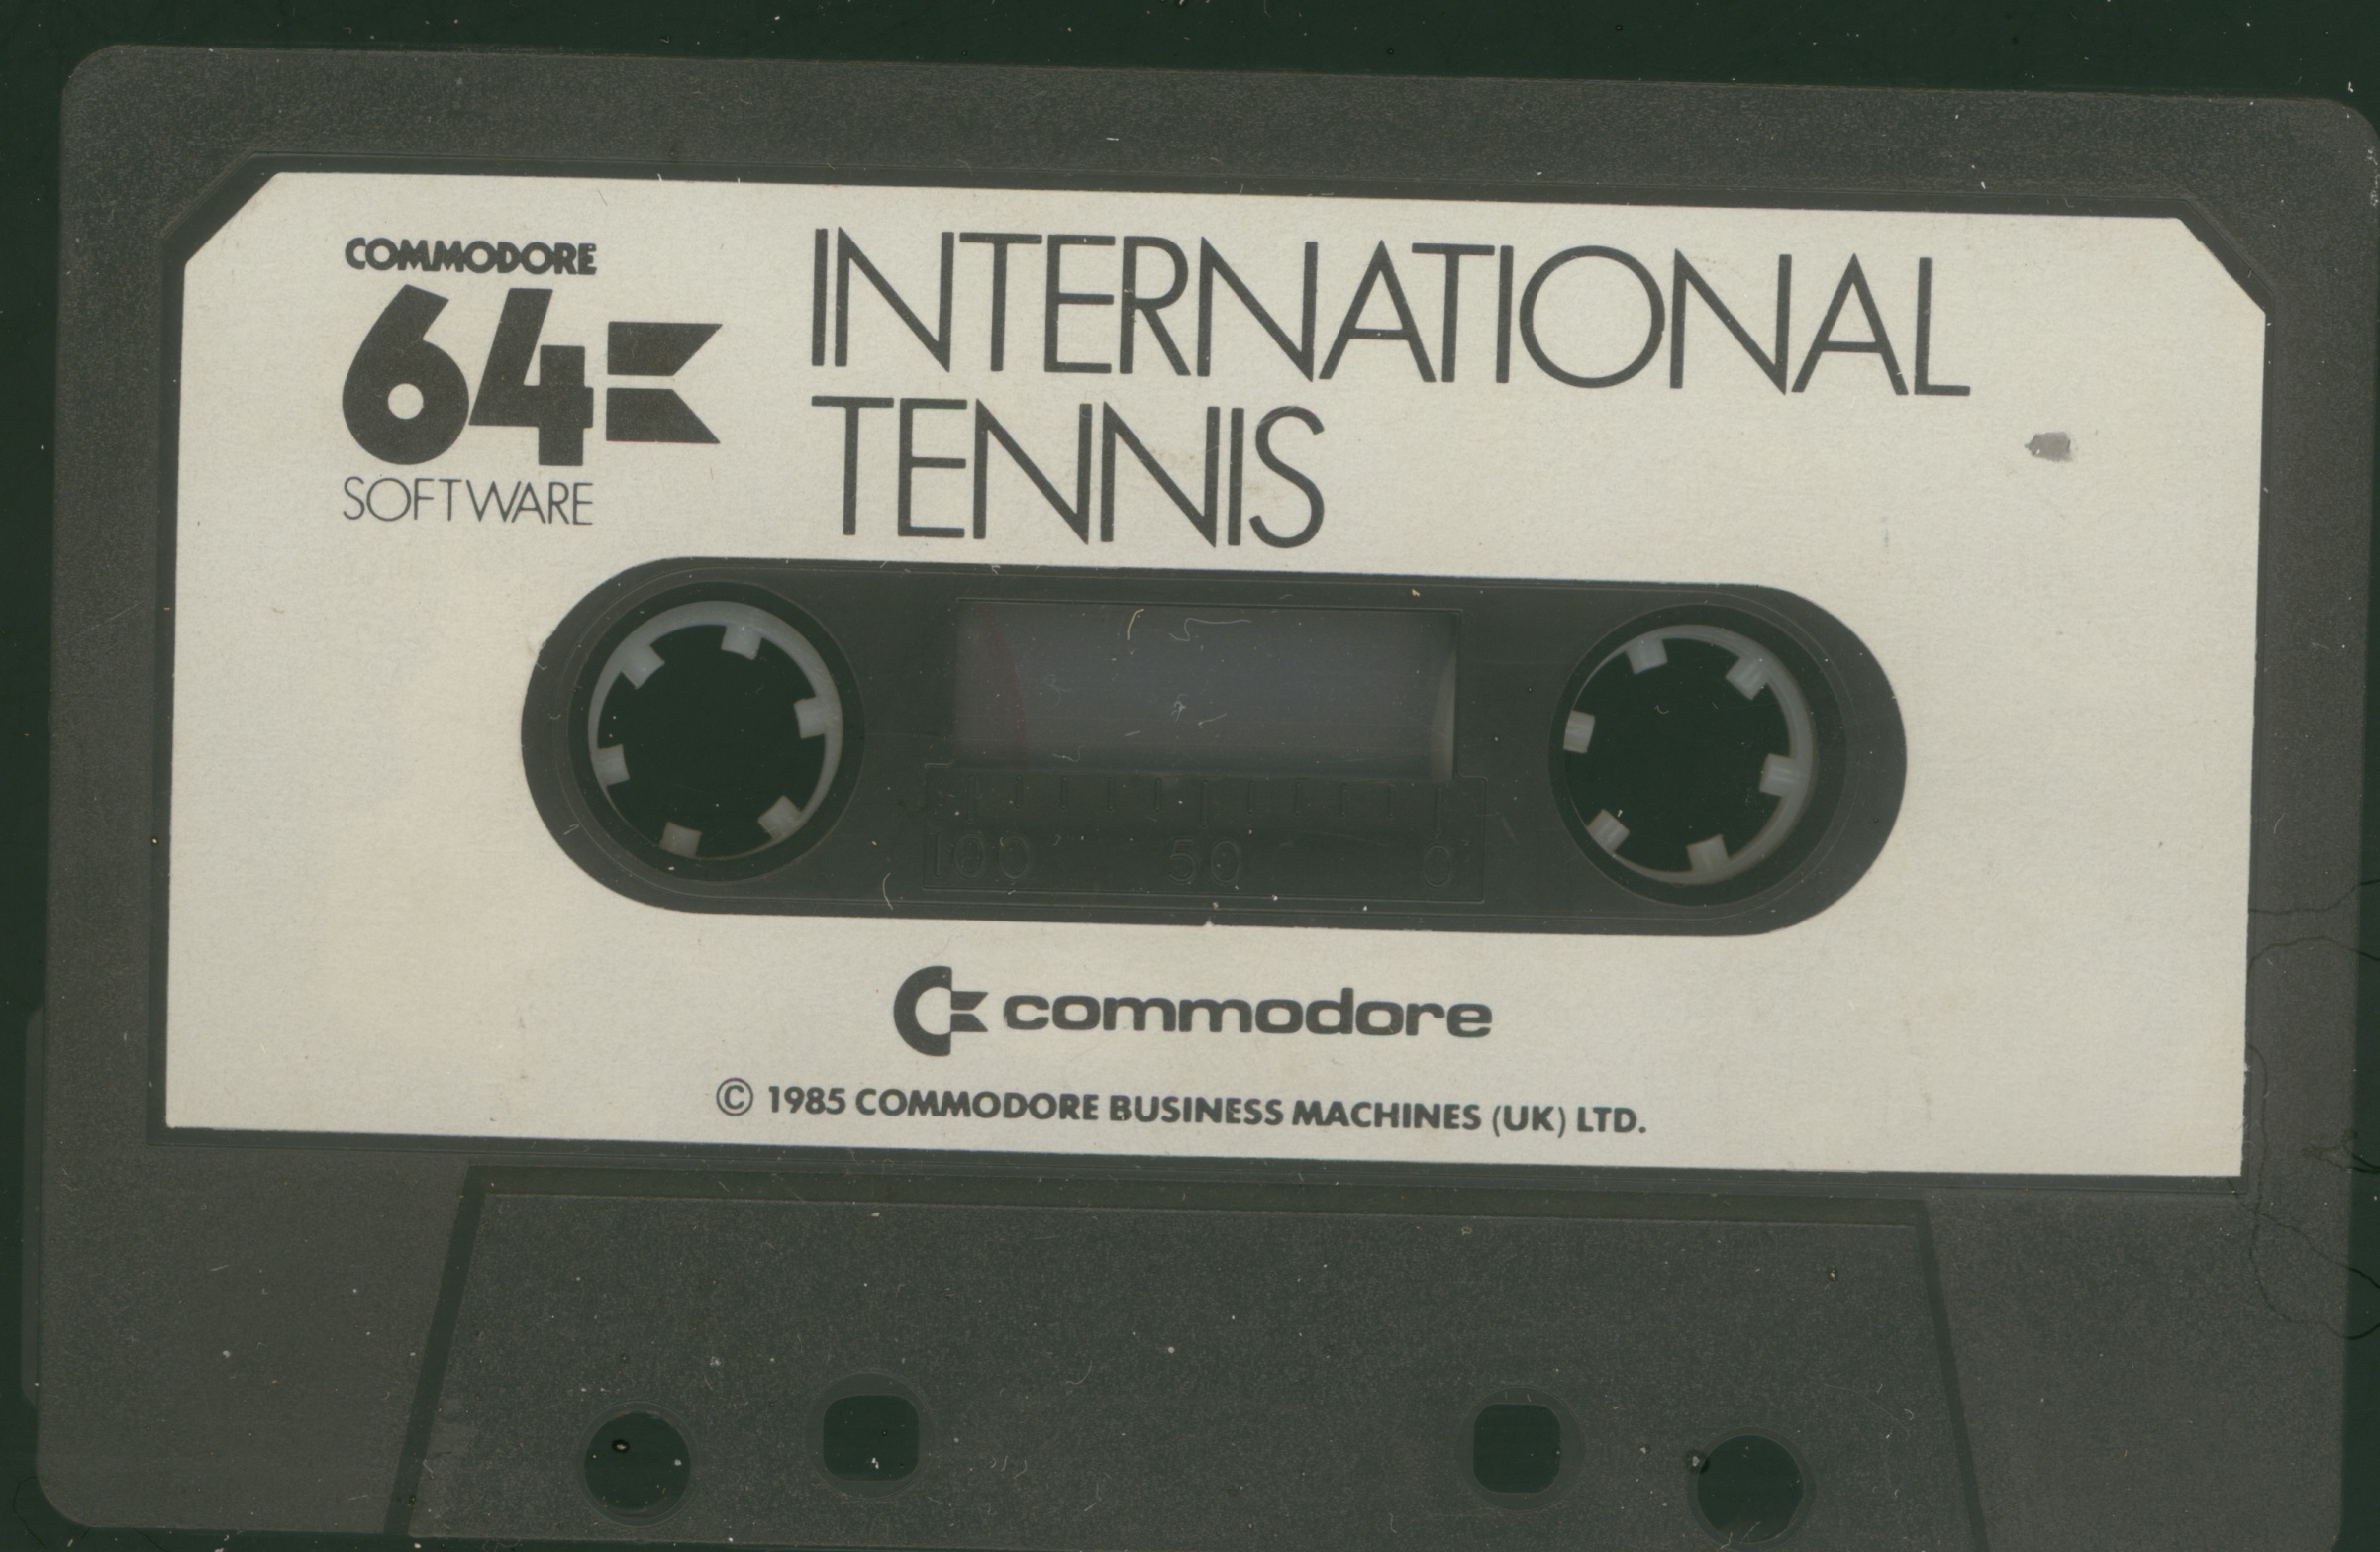 COMMODORE
64
SOFTWARE
INTERNATIONAL
TENNIS
100 50 0
commodore
© 1985 COMMODORE BUSINESS MACHINES (UK) LTD.